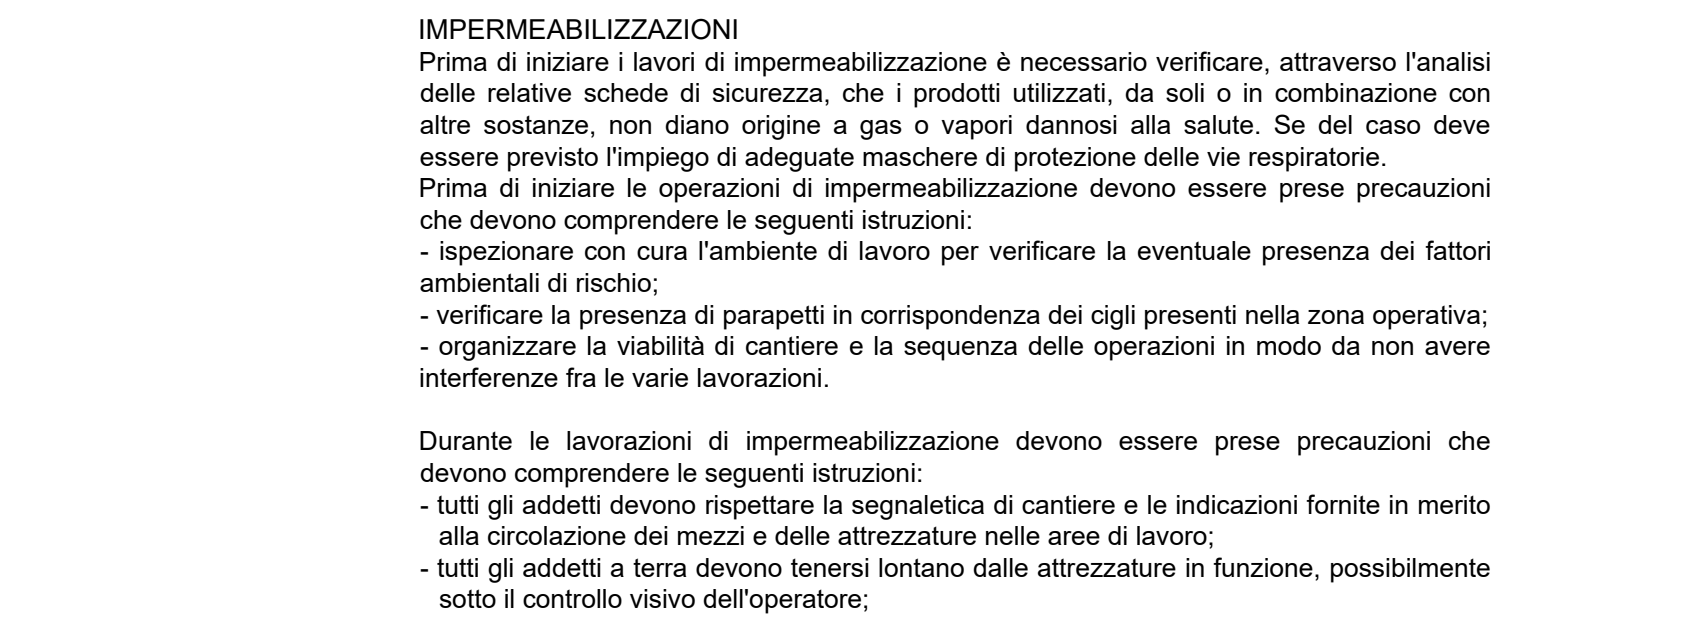 IMPERMEABILIZZAZIONI
Prima di iniziare i lavori di impermeabilizzazione è necessario verificare, attraverso l'analisi
delle relative schede di sicurezza, che i prodotti utilizzati, da soli o in combinazione con
altre sostanze, non diano origine a gas o vapori dannosi alla salute. Se del caso deve
essere previsto l'impiego di adeguate maschere di protezione delle vie respiratorie.
Prima di iniziare le operazioni di impermeabilizzazione devono essere prese precauzioni
che devono comprendere le seguenti istruzioni:
- ispezionare con cura l'ambiente di lavoro per verificare la eventuale presenza dei fattori
ambientali di rischio;
- verificare la presenza di parapetti in corrispondenza dei cigli presenti nella zona operativa;
- organizzare la viabilità di cantiere e la sequenza delle operazioni in modo da non avere
interferenze fra le varie lavorazioni.
Durante le lavorazioni di impermeabilizzazione devono essere prese precauzioni che
devono comprendere le seguenti istruzioni:
- tutti gli addetti devono rispettare la segnaletica di cantiere e le indicazioni fornite in merito
alla circolazione dei mezzi e delle attrezzature nelle aree di lavoro;
- tutti gli addetti a terra devono tenersi lontano dalle attrezzature in funzione, possibilmente
sotto il controllo visivo dell'operatore;